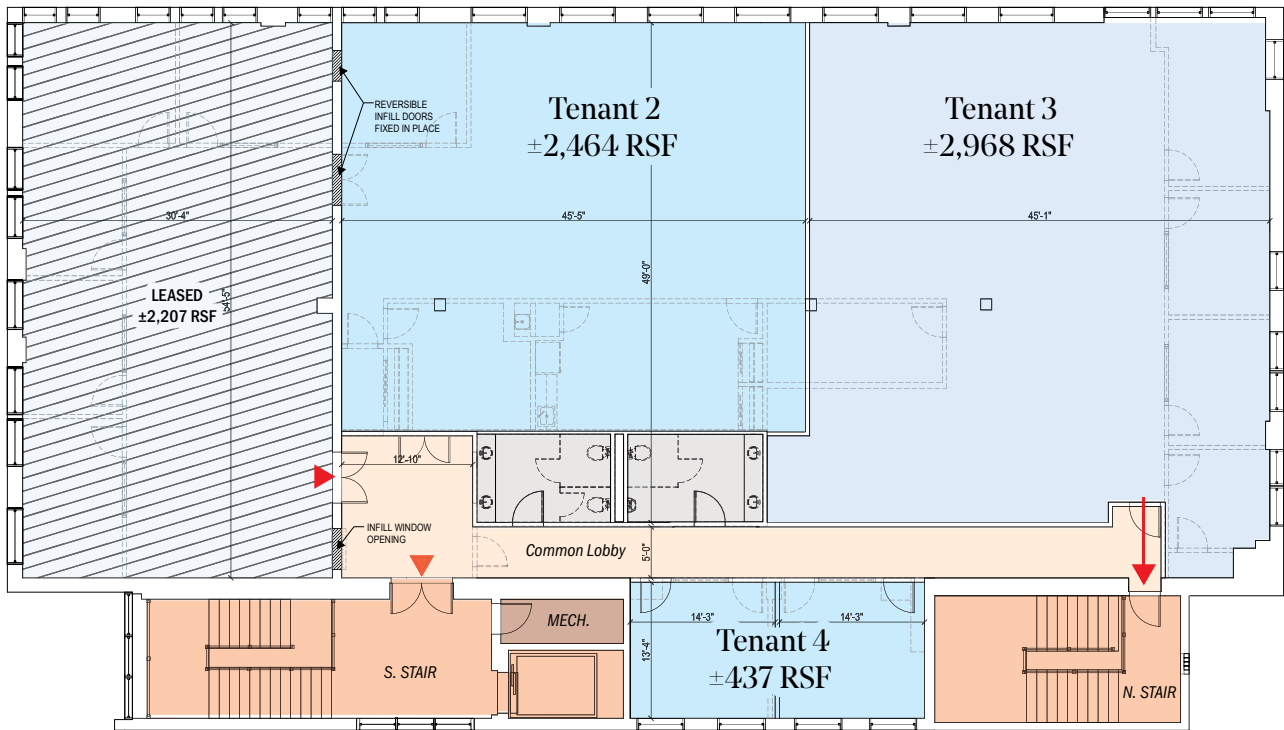 REVERSIBLE
INFILL DOORS
FIXED IN PLACE
Tenant 2
±2,464 RSF
Tenant 3
±2,968 RSF
30'-4"
45'-5"
45'-1"
49'-0"
LEASED
±2,207 RSF
54'-5"
12'-10"
INFILL WINDOW
OPENING
Common Lobby
5'-0"
MECH.
14'-3"
14'-3"
Tenant 4
±437 RSF
13'-4"
S. STAIR
N. STAIR